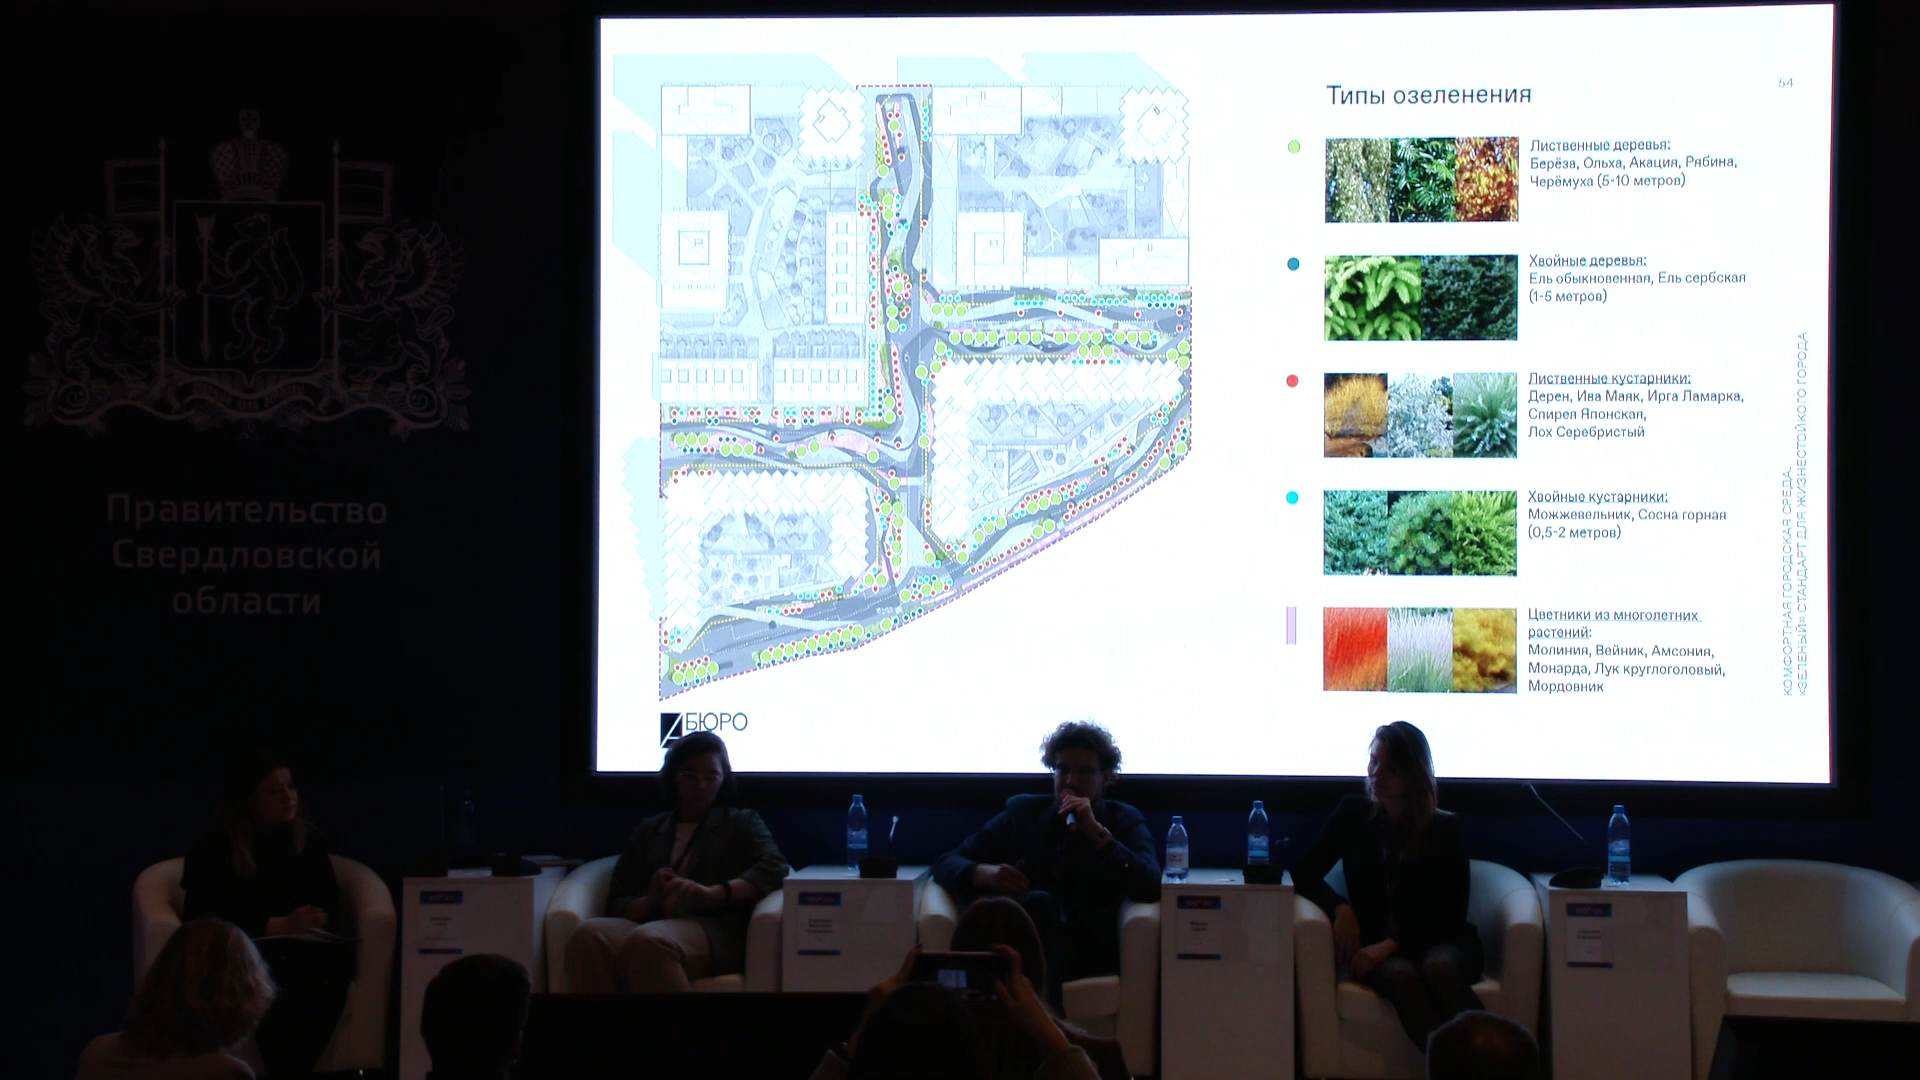 Правительство
Свердловской
области
Типы озеленения
54
Лиственные деревья:
Берёза, Ольха, Акация, Рябина,
Черёмуха (5-10 метров)
Хвойные деревья:
Ель обыкновенная, Ель сербская
(1-5 метров)
Лиственные кустарники:
Дерен, Ива Маяк, Ирга Ламарка,
Спирея Японская,
Лох Серебристый
Хвойные кустарники:
Можжевельник, Сосна горная
(0,5-2 метров)
Цветники из многолетних
растений:
Молиния, Вейник, Амсония,
Монарда, Лук круглоголовый,
Мордовник
КОМФОРТНАЯ ГОРОДСКАЯ СРЕДА.
«ЗЕЛЕНЫЙ» СТАНДАРТ ДЛЯ ЖИЗНЕСТОЙКОГО ГОРОДА
БЮРО